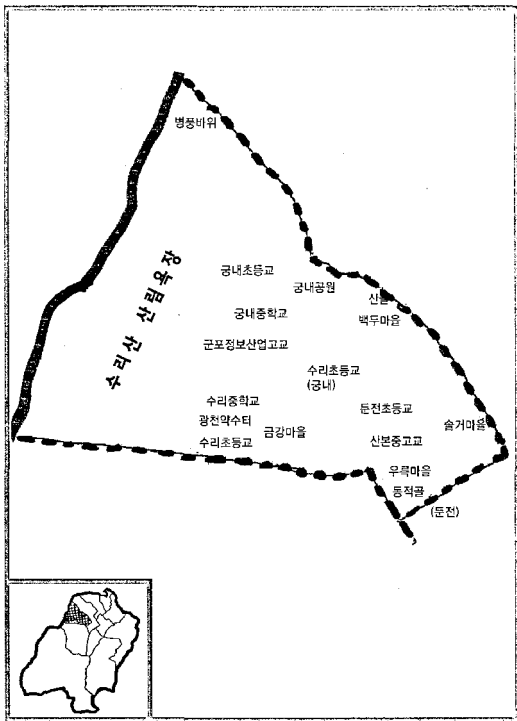 병풍바위
수리산 산림욕장
궁내초등교
궁내공원
산본
백두마을
궁내중학교
군포정보산업고교
수리초등교
(궁내)
수리중학교
둔전초등교
광천약수터
금강마을
솔거마을
수리초등교
산본중고교
우륵마을
동적골
(둔전)